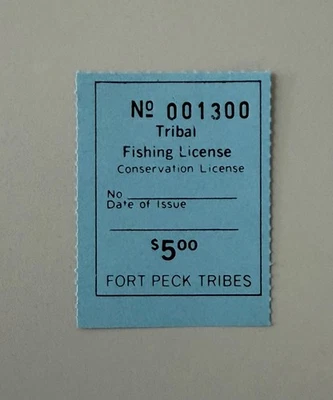 No 001300
Tribal
Fishing License
Conservation License
No
Date of Issue
$5.00
FORT PECK TRIBES